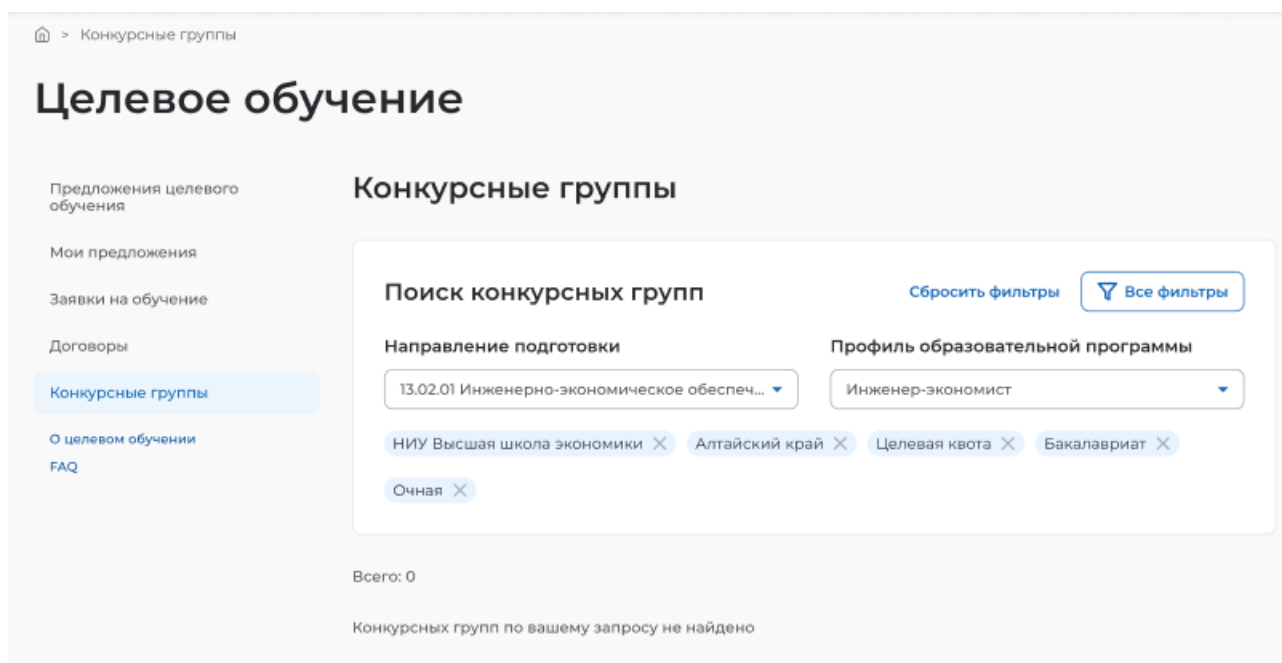 > Конкурсные группы
Целевое обучение
Предложения целевого
обучения
Мои предложения
Заявки на обучение
Договоры
Конкурсные группы
О целевом обучении
FAQ
Конкурсные группы
Поиск конкурсных групп
Сбросить фильтры
Все фильтры
Направление подготовки
Профиль образовательной программы
13.02.01 Инженерно-экономическое обеспеч...
Инженер-экономист
НИУ Высшая школа экономики
Алтайский край
Целевая квота
Бакалавриат
Очная
Всего: 0
Конкурсных групп по вашему запросу не найдено